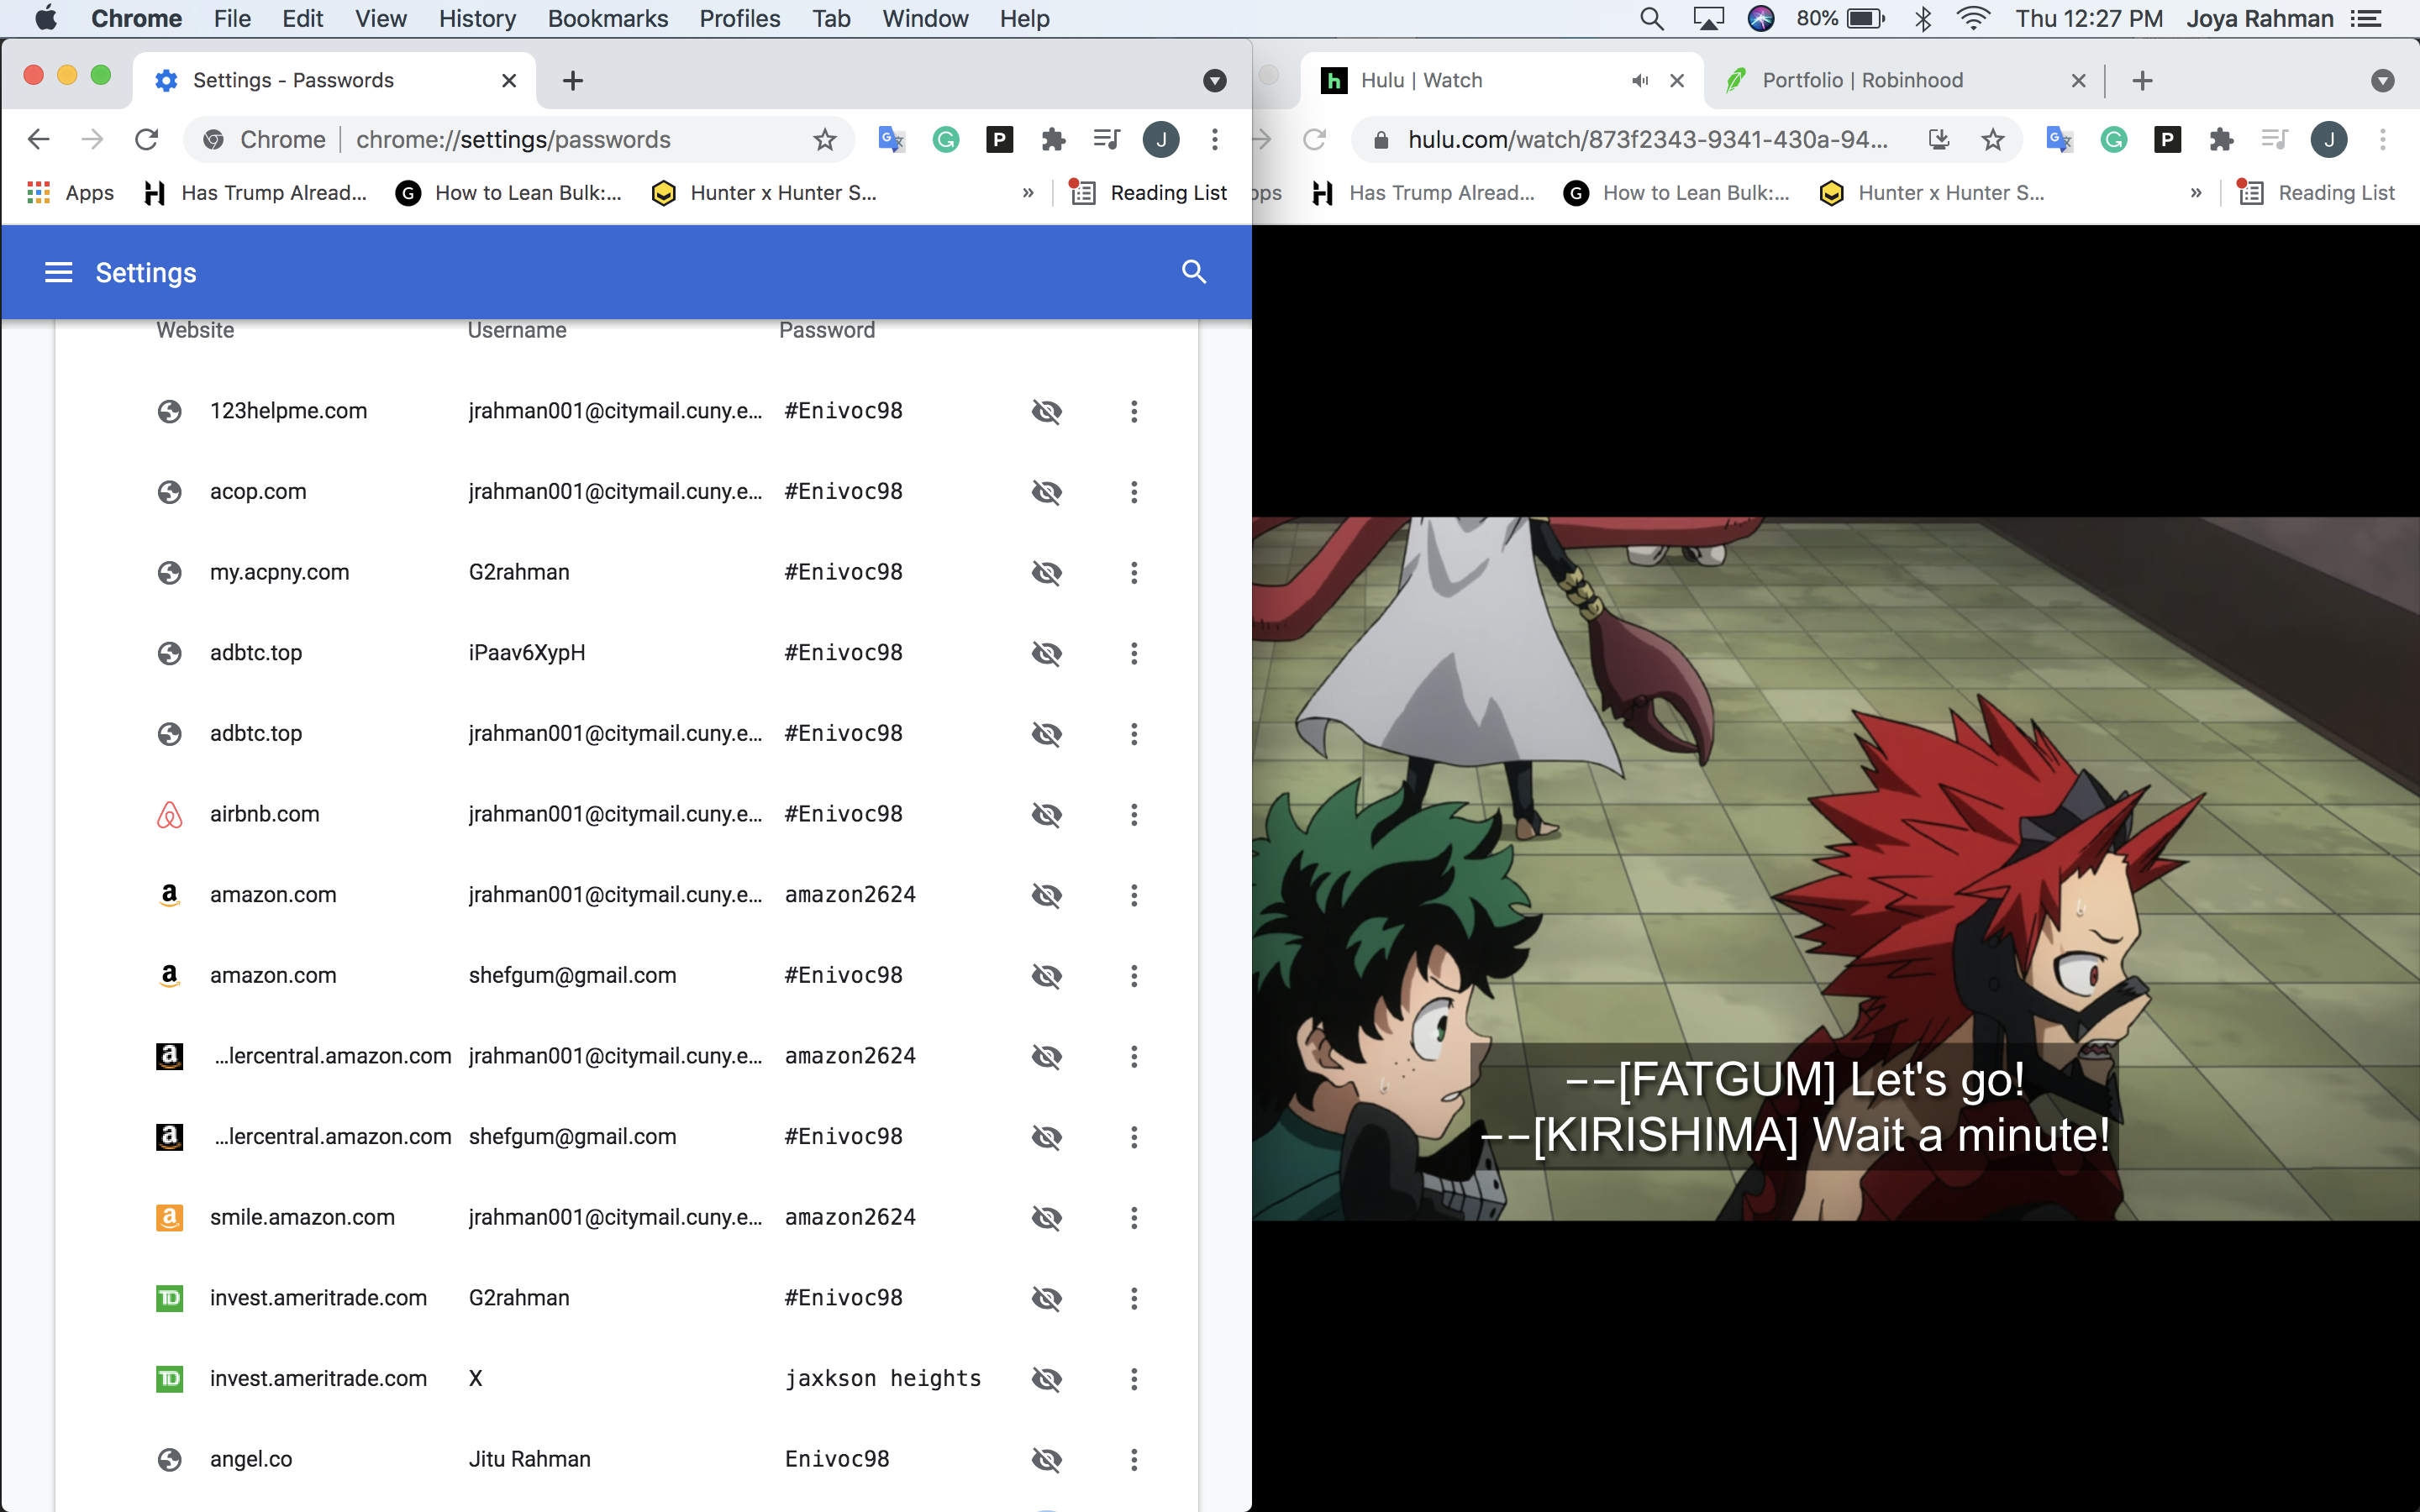 Chrome File Edit View History Bookmarks Profiles Tab Window Help 80% Thu 12:27 PM Joya Rahman
Settings - Passwords
Chrome | chrome://settings/passwords
Apps Has Trump Alread... How to Lean Bulk:... Hunter x Hunter S... » Reading List
Settings
Website Username Password
123helpme.com jrahman001@citymail.cuny.e... #Enivoc98
acop.com jrahman001@citymail.cuny.e... #Enivoc98
my.acpny.com G2rahman #Enivoc98
adbtc.top iPaav6XypH #Enivoc98
adbtc.top jrahman001@citymail.cuny.e... #Enivoc98
airbnb.com jrahman001@citymail.cuny.e... #Enivoc98
amazon.com jrahman001@citymail.cuny.e... amazon2624
amazon.com shefgum@gmail.com #Enivoc98
...lercentral.amazon.com jrahman001@citymail.cuny.e... amazon2624
...lercentral.amazon.com shefgum@gmail.com #Enivoc98
smile.amazon.com jrahman001@citymail.cuny.e... amazon2624
invest.ameritrade.com G2rahman #Enivoc98
invest.ameritrade.com X jaxkson heights
angel.co Jitu Rahman Enivoc98
Hulu | Watch Portfolio | Robinhood
hulu.com/watch/873f2343-9341-430a-94...
pps Has Trump Alread... How to Lean Bulk:... Hunter x Hunter S... » Reading List
--[FATGUM] Let's go!
--[KIRISHIMA] Wait a minute!